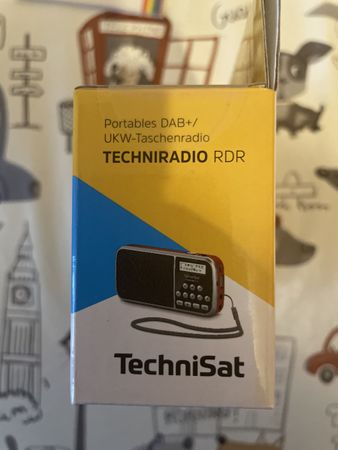 Portables DAB+/
UKW-Taschenradio
TECHNIRADIO RDR
TechniSat